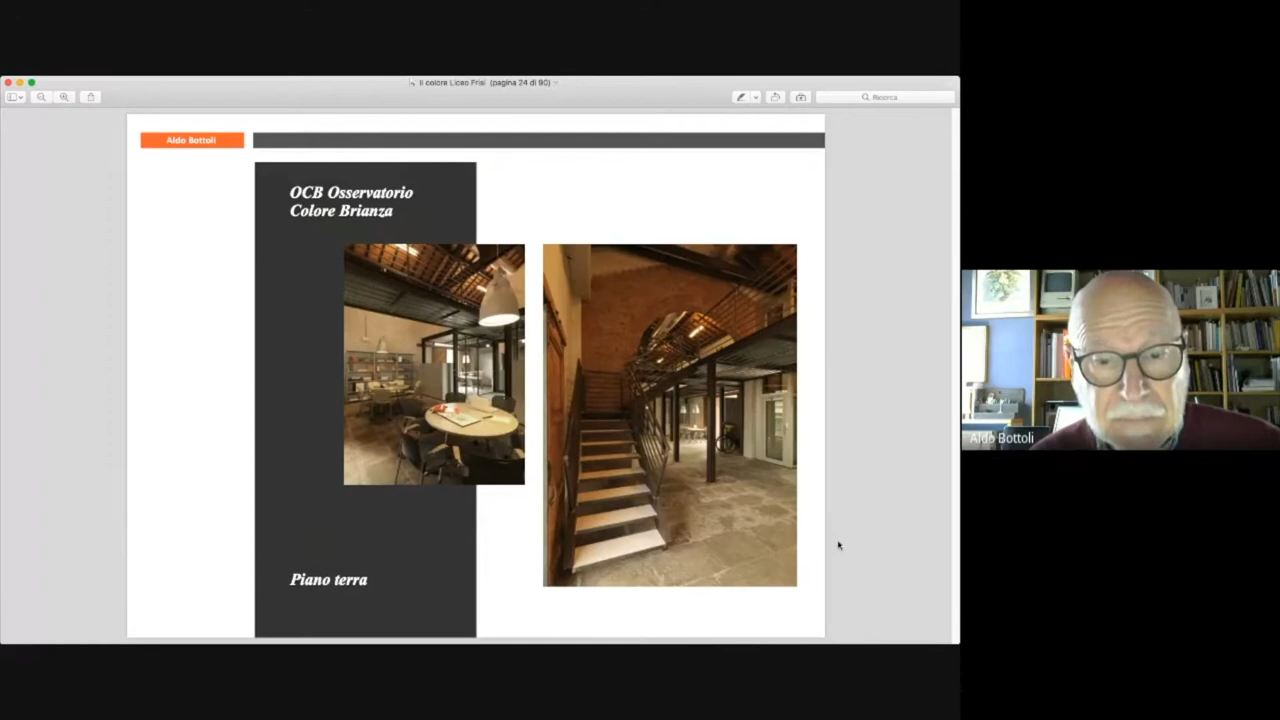 Il colore Liceo Frisi (pagina 24 di 90)
Ricerca
Aldo Bottoli
OCB Osservatorio
Colore Brianza
Piano terra
Aldo Bottoli